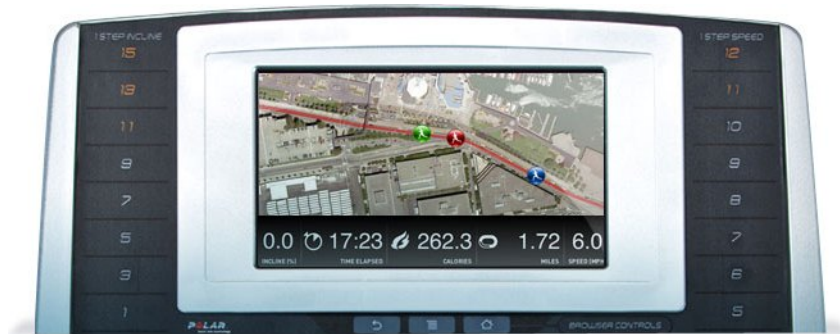 1 STEP INCLINE
15
13
11
9
7
5
3
1
0.0
INCLINE (%)
17:23
TIME ELAPSED
262.3
CALORIES
1.72
MILES
6.0
SPEED (MPH
1 STEP SPEED
12
11
10
9
8
7
6
5
POLAR
BROWSER CONTROLS